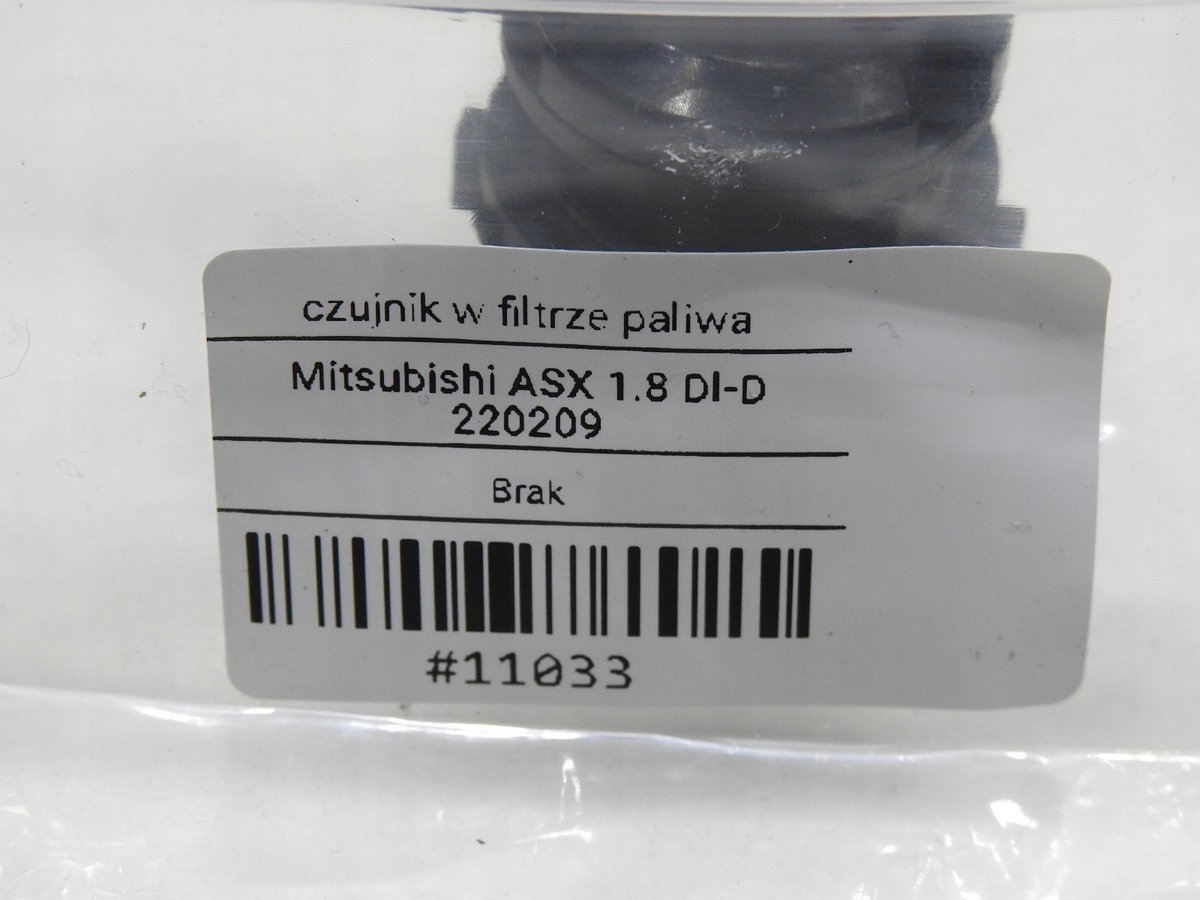 czujnik w filtrze paliwa
Mitsubishi ASX 1.8 DI-D
220209
Brak
#11033